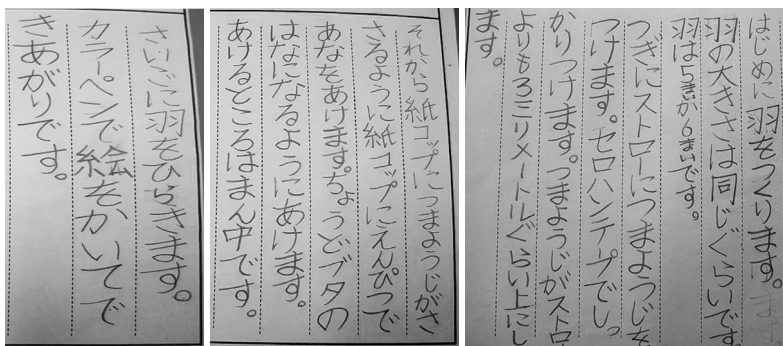 はじめに羽をつくります。
羽の大きさは同じぐらいです。
羽は5まいか6まいです。
つぎにストローにつまようじを
つけます。セロハンテープでしっ
かりつけます。つまようじがストロ
よりも3ミリメートルぐらい上にし
ます。
それから紙コップにつまようじがさ
さるように紙コップにえんぴつで
あなをあけます。ちょうどブタの
はなになるようにあけます。
あけるところはまん中です。
さいごに羽をひらきます。
カラーペンで絵をかいてで
きあがりです。